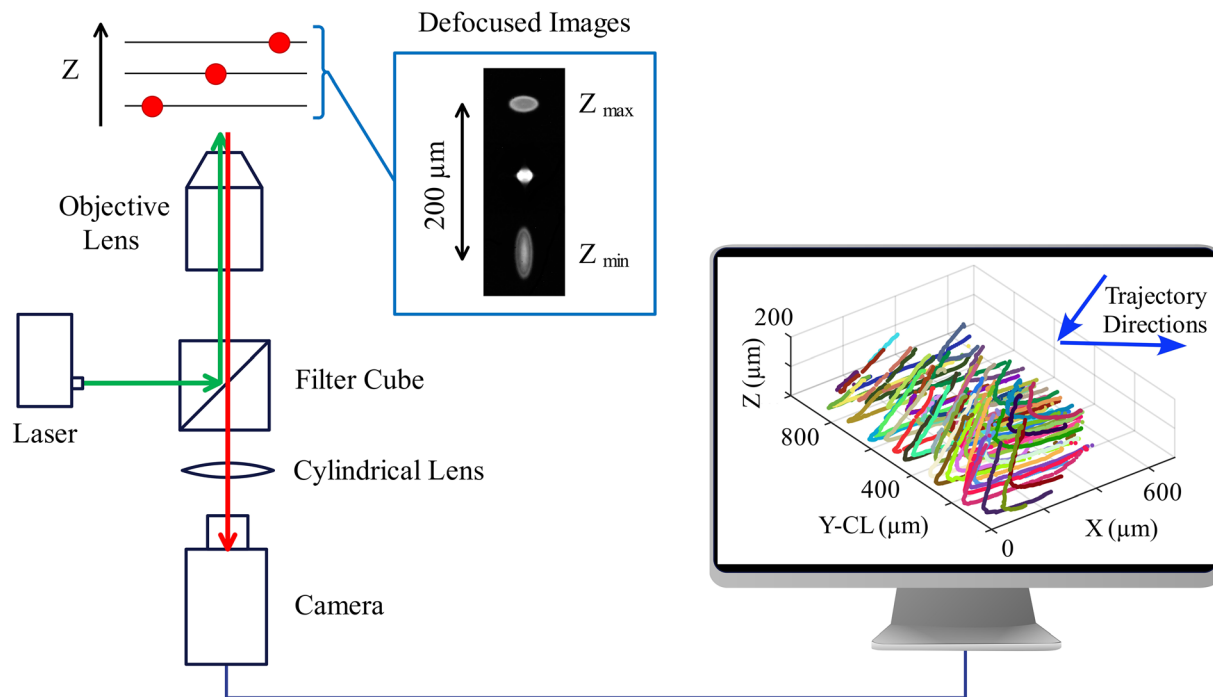 Defocused Images
Z
Z max
200 µm
Z min
Objective
Lens
Filter Cube
Laser
Cylindrical Lens
Camera
Trajectory
Directions
200
Z (µm)
800
400
Y-CL (µm)
0
X (µm)
600